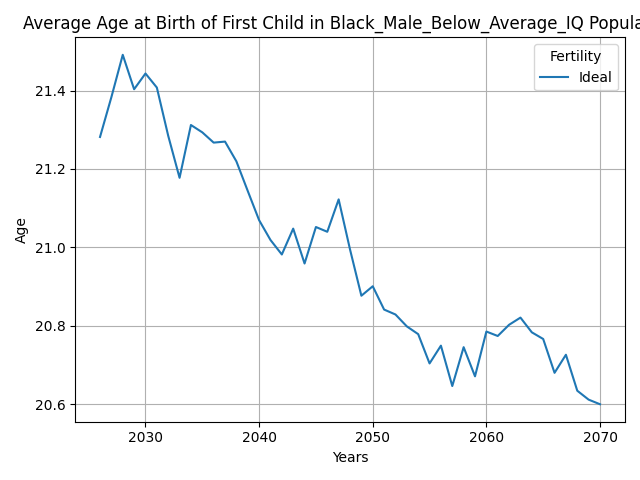 Average Age at Birth of First Child in Black_Male_Below_Average_IQ Popula
Fertility
Ideal
21.4
21.2
21.0
20.8
20.6
Age
2030 2040 2050 2060 2070
Years